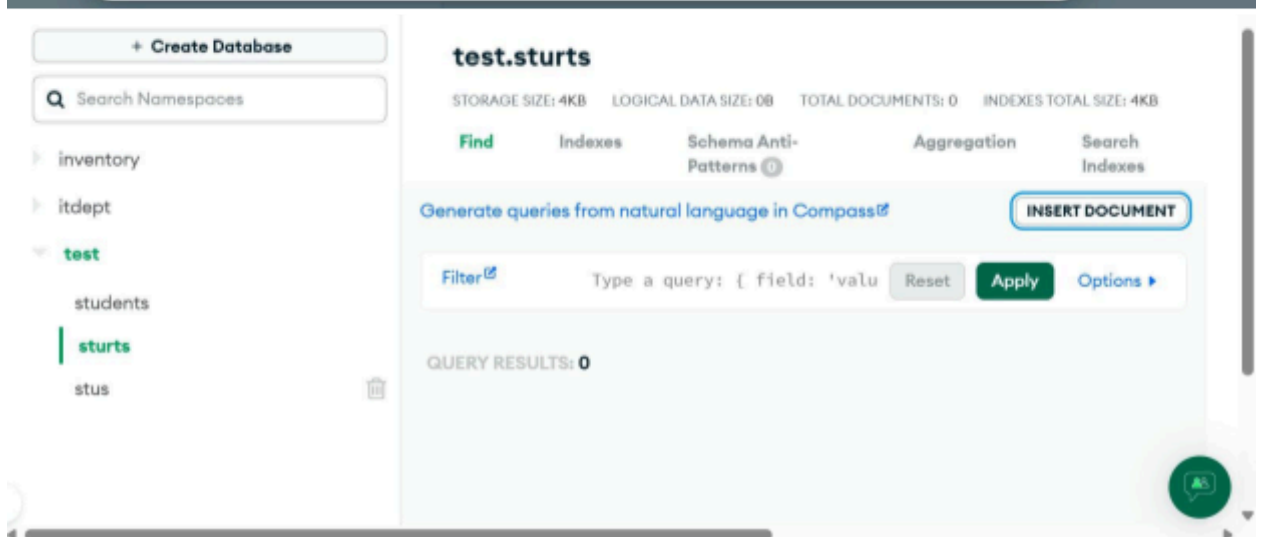 + Create Database
Search Namespaces
inventory
itdept
test
students
sturts
stus
test.sturts
STORAGE SIZE: 4KB LOGICAL DATA SIZE: 0B TOTAL DOCUMENTS: 0 INDEXES TOTAL SIZE: 4KB
Find Indexes Schema Anti-Patterns 0 Aggregation Search Indexes
Generate queries from natural language in Compass INSERT DOCUMENT
Filter Type a query: { field: 'valu Reset Apply Options
QUERY RESULTS: 0